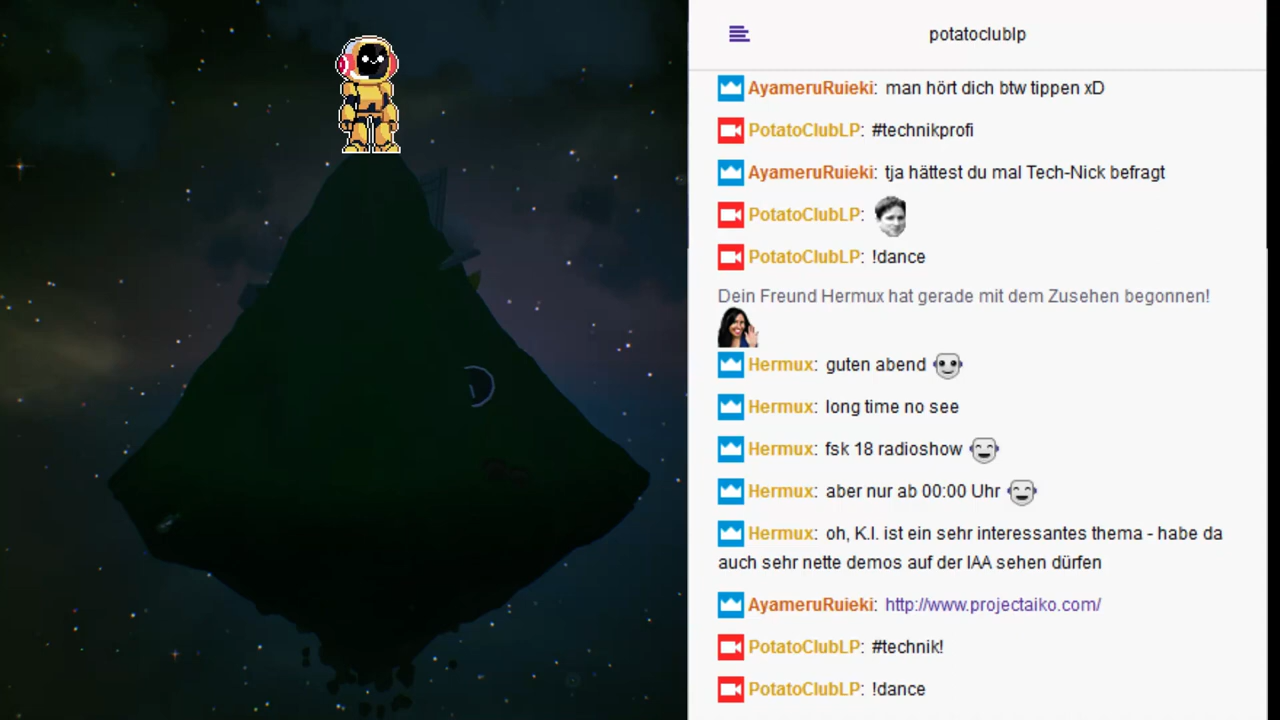 potatoclublp
AyameruRuieki: man hört dich btw tippen xD
PotatoClubLP: #technikprofi
AyameruRuieki: tja hättest du mal Tech-Nick befragt
PotatoClubLP:
PotatoClubLP: !dance
Dein Freund Hermux hat gerade mit dem Zusehen begonnen!
Hermux: guten abend
Hermux: long time no see
Hermux: fsk 18 radioshow
Hermux: aber nur ab 00:00 Uhr
Hermux: oh, K.I. ist ein sehr interessantes thema - habe da
auch sehr nette demos auf der IAA sehen dürfen
AyameruRuieki: http://www.projectaiko.com/
PotatoClubLP: #technik!
PotatoClubLP: !dance